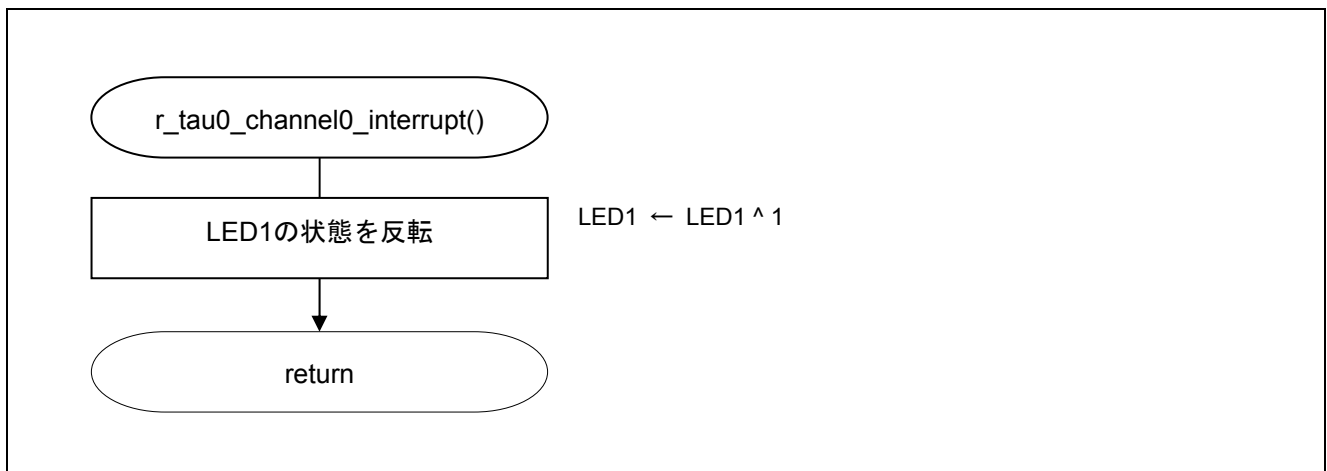 r_tau0_channel0_interrupt()
LED1の状態を反転
LED1 ← LED1 ^ 1
return